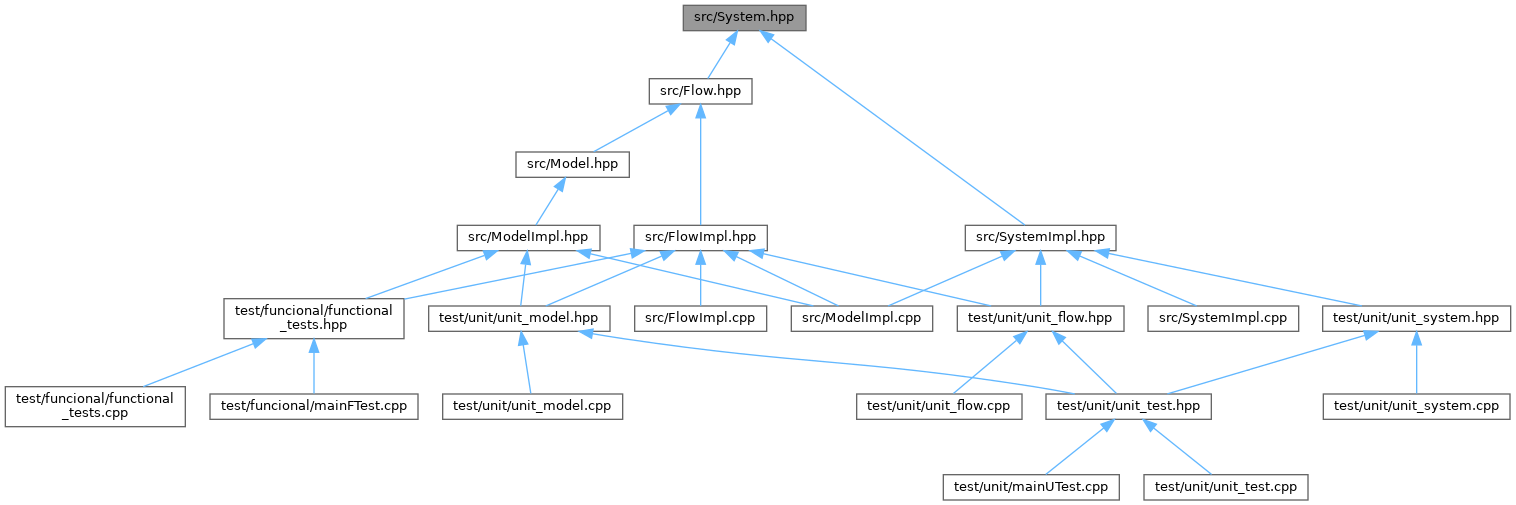 src/System.hpp
src/Flow.hpp
src/Model.hpp
src/ModelImpl.hpp
src/FlowImpl.hpp
src/SystemImpl.hpp
test/funcional/functional
_tests.hpp
test/unit/unit_model.hpp
src/FlowImpl.cpp
src/ModelImpl.cpp
test/unit/unit_flow.hpp
src/SystemImpl.cpp
test/unit/unit_system.hpp
test/funcional/functional
_tests.cpp
test/funcional/mainFTest.cpp
test/unit/unit_model.cpp
test/unit/unit_flow.cpp
test/unit/unit_test.hpp
test/unit/unit_system.cpp
test/unit/mainUTest.cpp
test/unit/unit_test.cpp